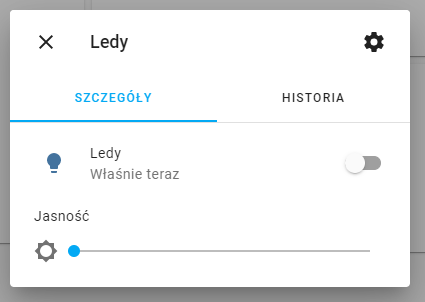 Ledy
SZCZEGÓŁY
HISTORIA
Ledy
Właśnie teraz
Jasność